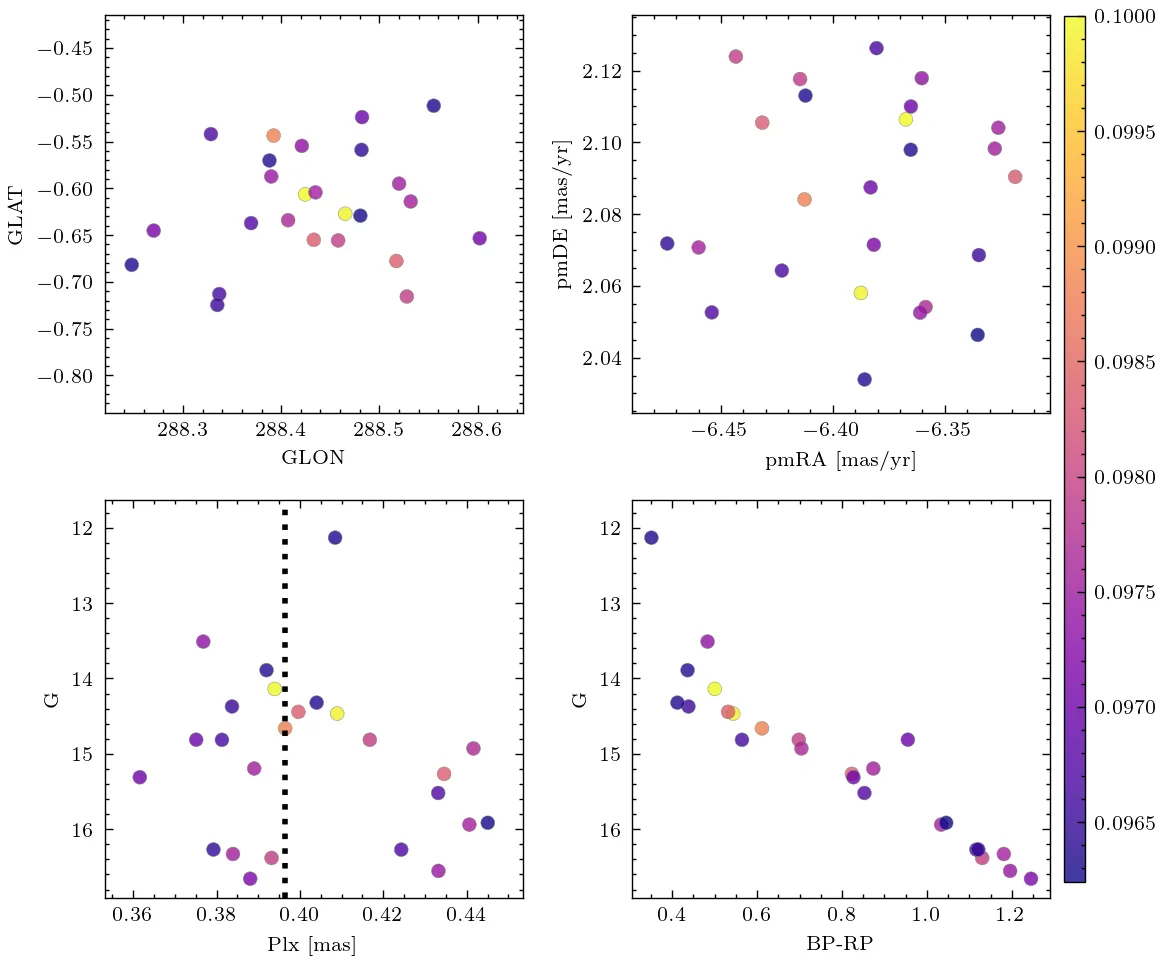 −0.45
−0.50
−0.55
−0.60
−0.65
−0.70
−0.75
−0.80
GLAT
288.3 288.4 288.5 288.6
GLON
2.12
2.10
2.08
2.06
2.04
pmDE [mas/yr]
−6.45 −6.40 −6.35
pmRA [mas/yr]
0.1000
0.0995
0.0990
0.0985
0.0980
0.0975
0.0970
0.0965
12
13
14
15
16
G
0.36 0.38 0.40 0.42 0.44
Plx [mas]
12
13
14
15
16
G
0.4 0.6 0.8 1.0 1.2
BP-RP